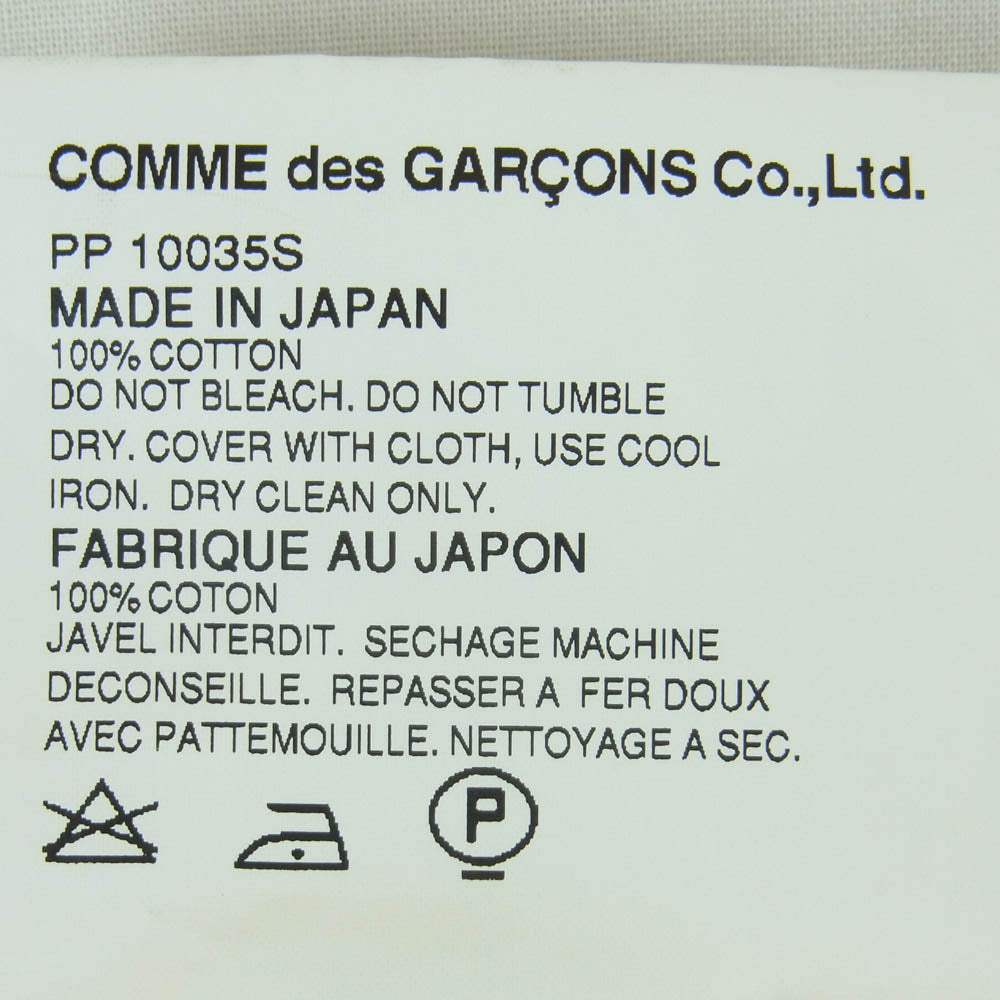 COMME des GARÇONS Co.,Ltd.
PP 10035S
MADE IN JAPAN
100% COTTON
DO NOT BLEACH. DO NOT TUMBLE
DRY. COVER WITH CLOTH, USE COOL
IRON. DRY CLEAN ONLY.
FABRIQUE AU JAPON
100% COTON
JAVEL INTERDIT. SECHAGE MACHINE
DECONSEILLE. REPASSER A FER DOUX
AVEC PATTEMOUILLE. NETTOYAGE A SEC.
P